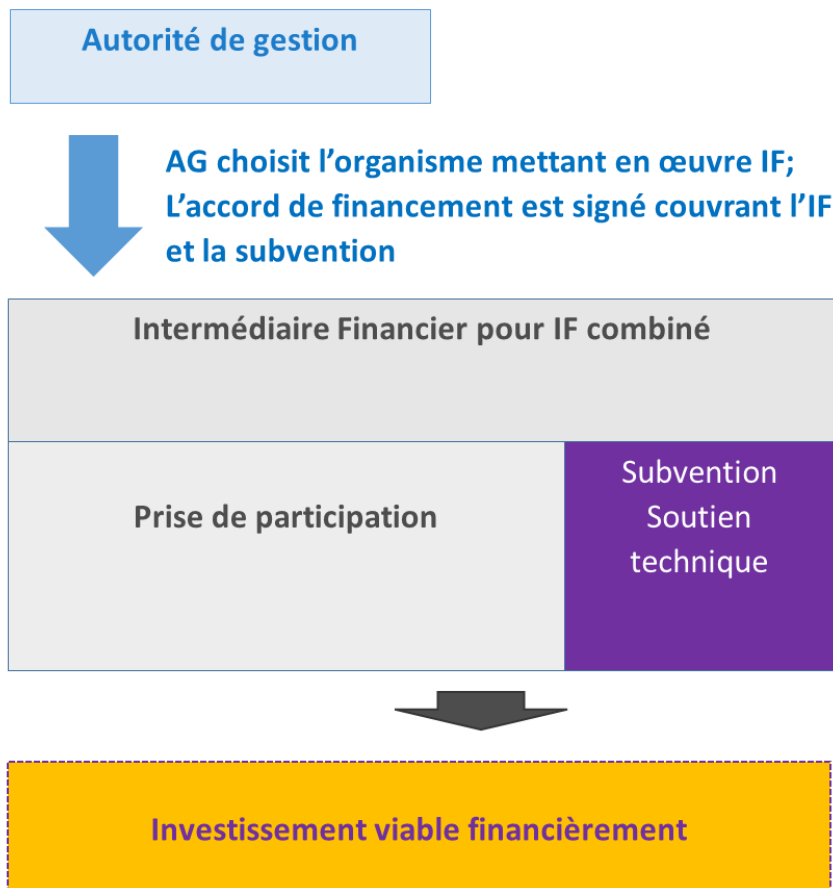 Autorité de gestion
AG choisit l’organisme mettant en œuvre IF;
L’accord de financement est signé couvrant l’IF
et la subvention
Intermédiaire Financier pour IF combiné
Prise de participation
Subvention
Soutien
technique
Investissement viable financièrement